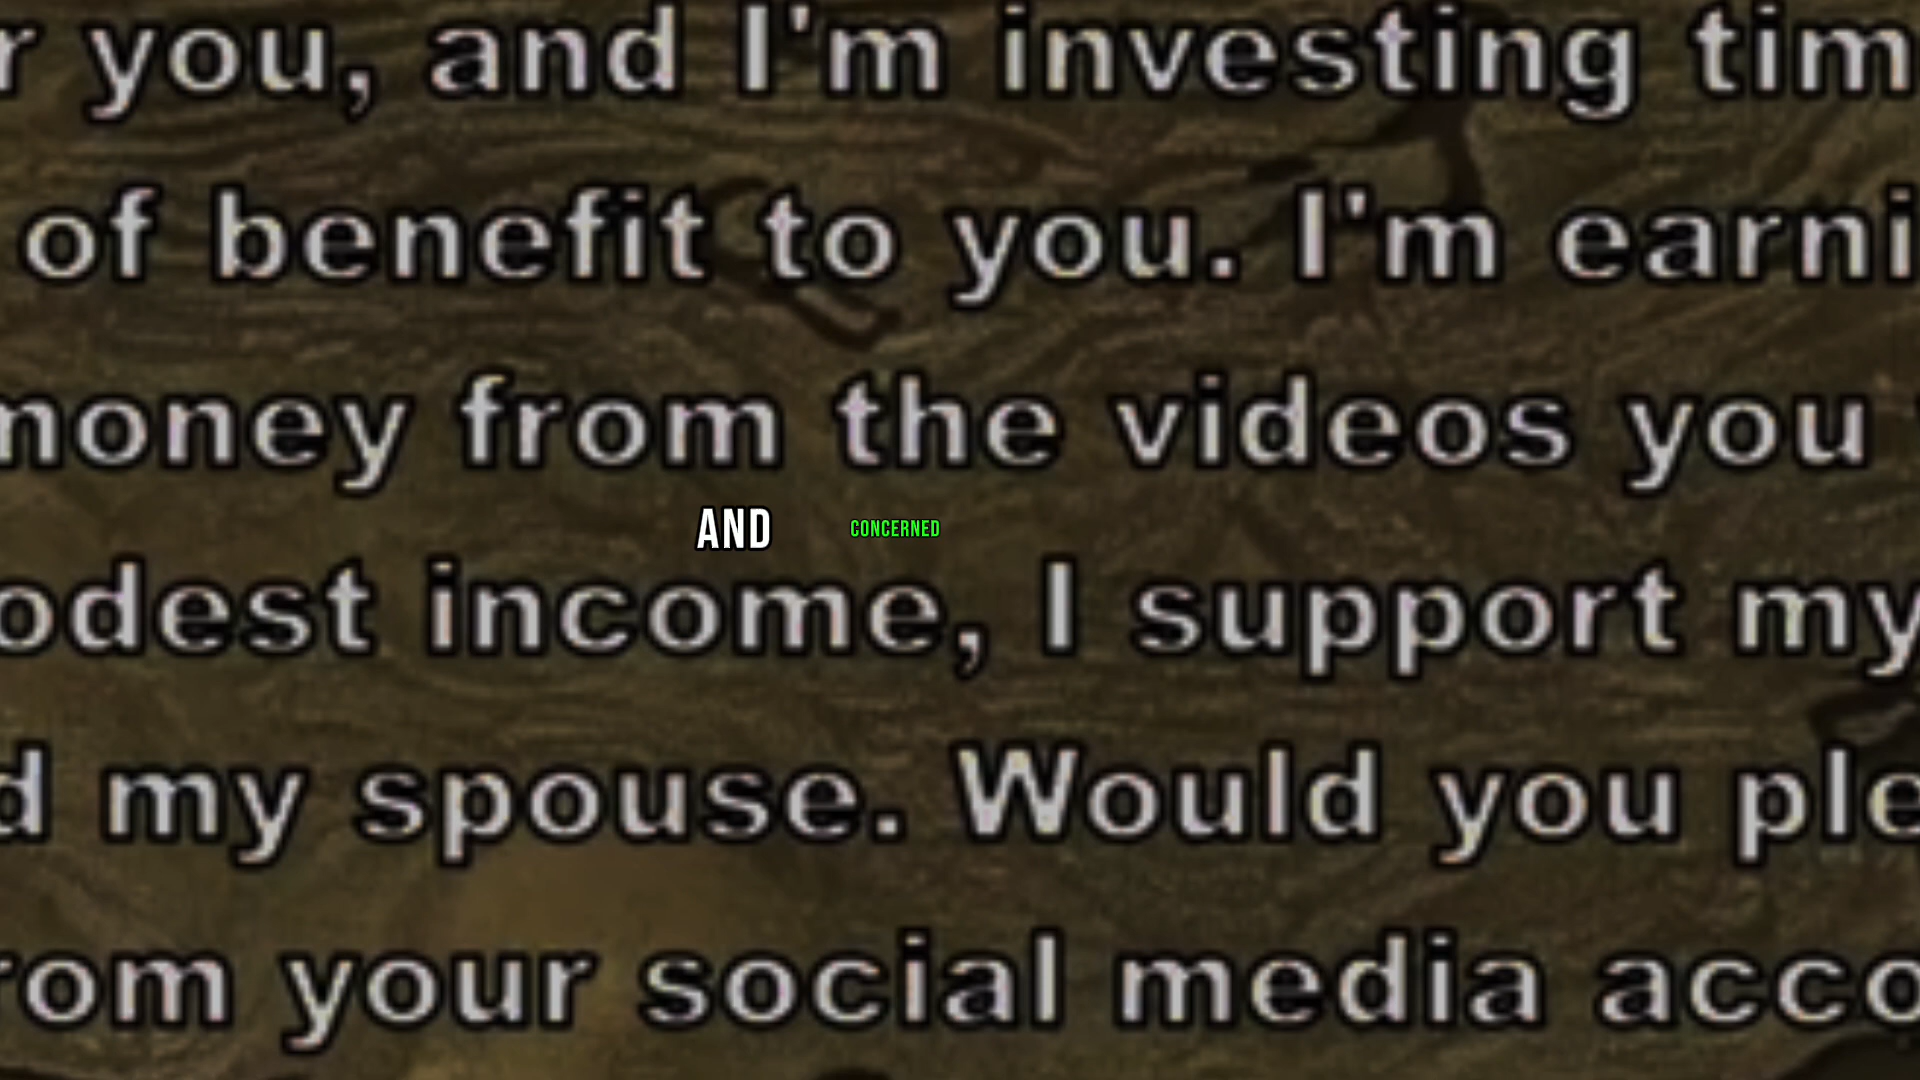 r you, and I'm investing tim
of benefit to you. I'm earni
money from the videos you
AND CONCERNED
odest income, I support my
d my spouse. Would you ple
rom your social media acco